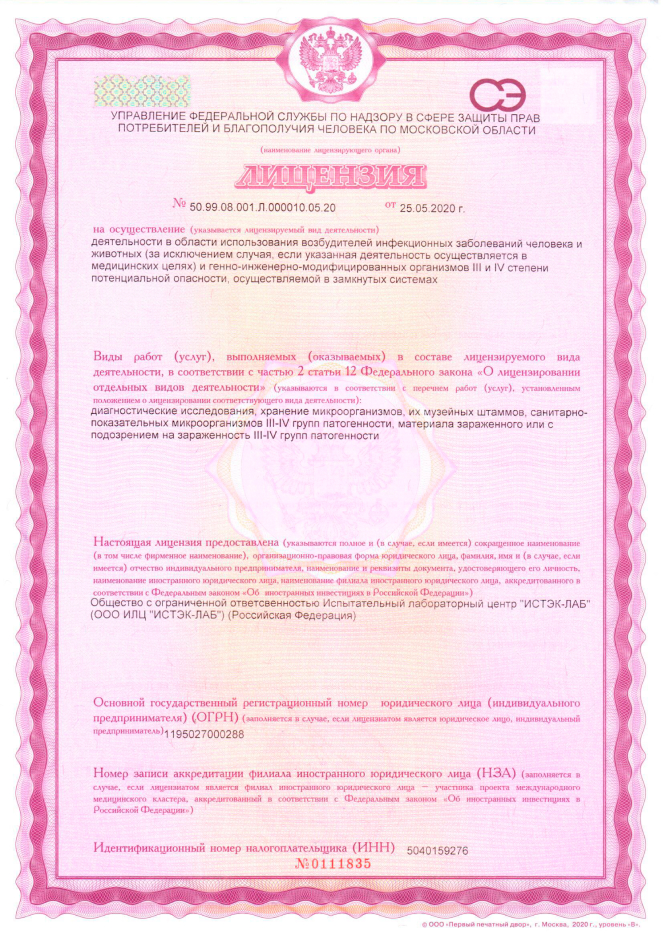 СЭ
УПРАВЛЕНИЕ ФЕДЕРАЛЬНОЙ СЛУЖБЫ ПО НАДЗОРУ В СФЕРЕ ЗАЩИТЫ ПРАВ
ПОТРЕБИТЕЛЕЙ И БЛАГОПОЛУЧИЯ ЧЕЛОВЕКА ПО МОСКОВСКОЙ ОБЛАСТИ
(наименование лицензирующего органа)
ЛИЦЕНЗИЯ
№ 50.99.08.001.Л.000010.05.20 от 25.05.2020 г.
на осуществление (указывается лицензируемый вид деятельности)
деятельности в области использования возбудителей инфекционных заболеваний человека и
животных (за исключением случая, если указанная деятельность осуществляется в
медицинских целях) и генно-инженерно-модифицированных организмов III и IV степени
потенциальной опасности, осуществляемой в замкнутых системах
Виды работ (услуг), выполняемых (оказываемых) в составе лицензируемого вида
деятельности, в соответствии с частью 2 статьи 12 Федерального закона «О лицензировании
отдельных видов деятельности» (указываются в соответствии с перечнем работ (услуг), установленным
положением о лицензировании соответствующего вида деятельности):
диагностические исследования, хранение микроорганизмов, их музейных штаммов, санитарно-
показательных микроорганизмов III-IV групп патогенности, материала зараженного или с
подозрением на зараженность III-IV групп патогенности
Настоящая лицензия предоставлена (указываются полное и (в случае, если имеется) сокращенное наименование
(в том числе фирменное наименование), организационно-правовая форма юридического лица, фамилия, имя и (в случае, если
имеется) отчество индивидуального предпринимателя, наименование и реквизиты документа, удостоверяющего его личность,
наименование иностранного юридического лица, наименование филиала иностранного юридического лица, аккредитованного в
соответствии с Федеральным законом «Об иностранных инвестициях в Российской Федерации»)
Общество с ограниченной ответсвенностью Испытательный лабораторный центр "ИСТЭК-ЛАБ"
(ООО ИЛЦ "ИСТЭК-ЛАБ") (Российская Федерация)
Основной государственный регистрационный номер юридического лица (индивидуального
предпринимателя) (ОГРН) (заполняется в случае, если лицензиатом является юридическое лицо, индивидуальный
предприниматель) 1195027000288
Номер записи аккредитации филиала иностранного юридического лица (НЗА) (заполняется в
случае, если лицензиатом является филиал иностранного юридического лица – участника проекта международного
медицинского кластера, аккредитованный в соответствии с Федеральным законом «Об иностранных инвестициях в
Российской Федерации»)
Идентификационный номер налогоплательщика (ИНН) 5040159276
№0111835
© ООО «Первый печатный двор», г. Москва, 2020 г., уровень «В».